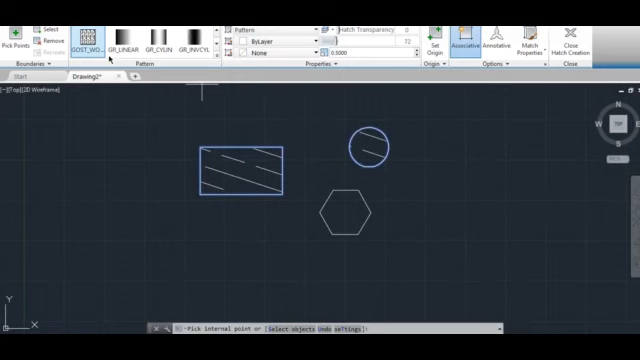 Pick Points
Select
Remove
Recreate
Boundaries
GOST_WO...
GR_LINEAR
GR_CYLIN
GR_INVCYL
Pattern
Pattern
ByLayer
None
Hatch Transparency
0
72
0.5000
Properties
Set
Origin
Origin
Associative
Annotative
Match
Properties
Options
Close
Hatch Creation
Close
Start
Drawing2*
[–][Top][2D Wireframe]
N
W
TOP
E
S
Y
X
Pick internal point or [Select objects Undo seTtings]: